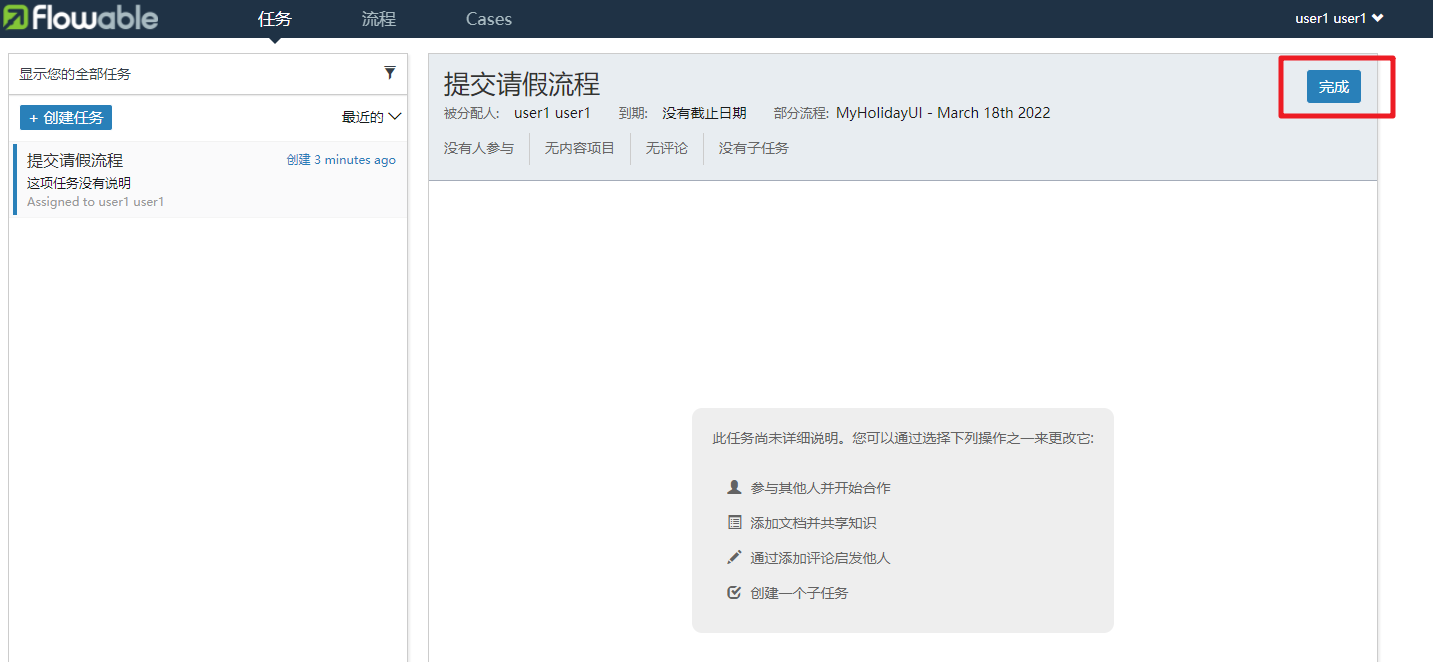 flowable 任务 流程 Cases user1 user1
显示您的全部任务
+ 创建任务 最近的
提交请假流程 创建 3 minutes ago
这项任务没有说明
Assigned to user1 user1
提交请假流程 完成
被分配人: user1 user1 到期: 没有截止日期 部分流程: MyHolidayUI - March 18th 2022
没有人参与 无内容项目 无评论 没有子任务
此任务尚未详细说明。您可以通过选择下列操作之一来更改它:
参与其他人并开始合作
添加文档并共享知识
通过添加评论启发他人
创建一个子任务